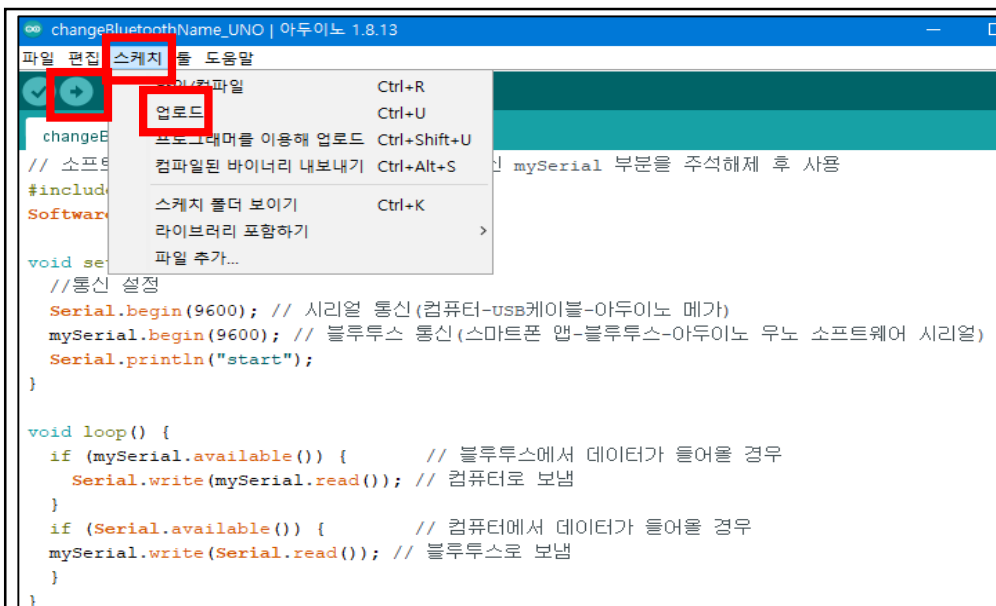 changeBluetoothName_UNO | 아두이노 1.8.13
파일 편집 스케치 툴 도움말
Ctrl+R
업로드 Ctrl+U
프로그래머를 이용해 업로드 Ctrl+Shift+U
컴파일된 바이너리 내보내기 Ctrl+Alt+S
스케치 폴더 보이기 Ctrl+K
라이브러리 포함하기 >
파일 추가...
changeB
// 소프트 mySerial 부분을 주석해제 후 사용
#includ
Softwar
void se
//통신 설정
Serial.begin(9600); // 시리얼 통신(컴퓨터-USB케이블-아두이노 메가)
mySerial.begin(9600); // 블루투스 통신(스마트폰 앱-블루투스-아두이노 우노 소프트웨어 시리얼)
Serial.println("start");
}
void loop() {
if (mySerial.available()) { // 블루투스에서 데이터가 들어올 경우
Serial.write(mySerial.read()); // 컴퓨터로 보냄
}
if (Serial.available()) { // 컴퓨터에서 데이터가 들어올 경우
mySerial.write(Serial.read()); // 블루투스로 보냄
}
}